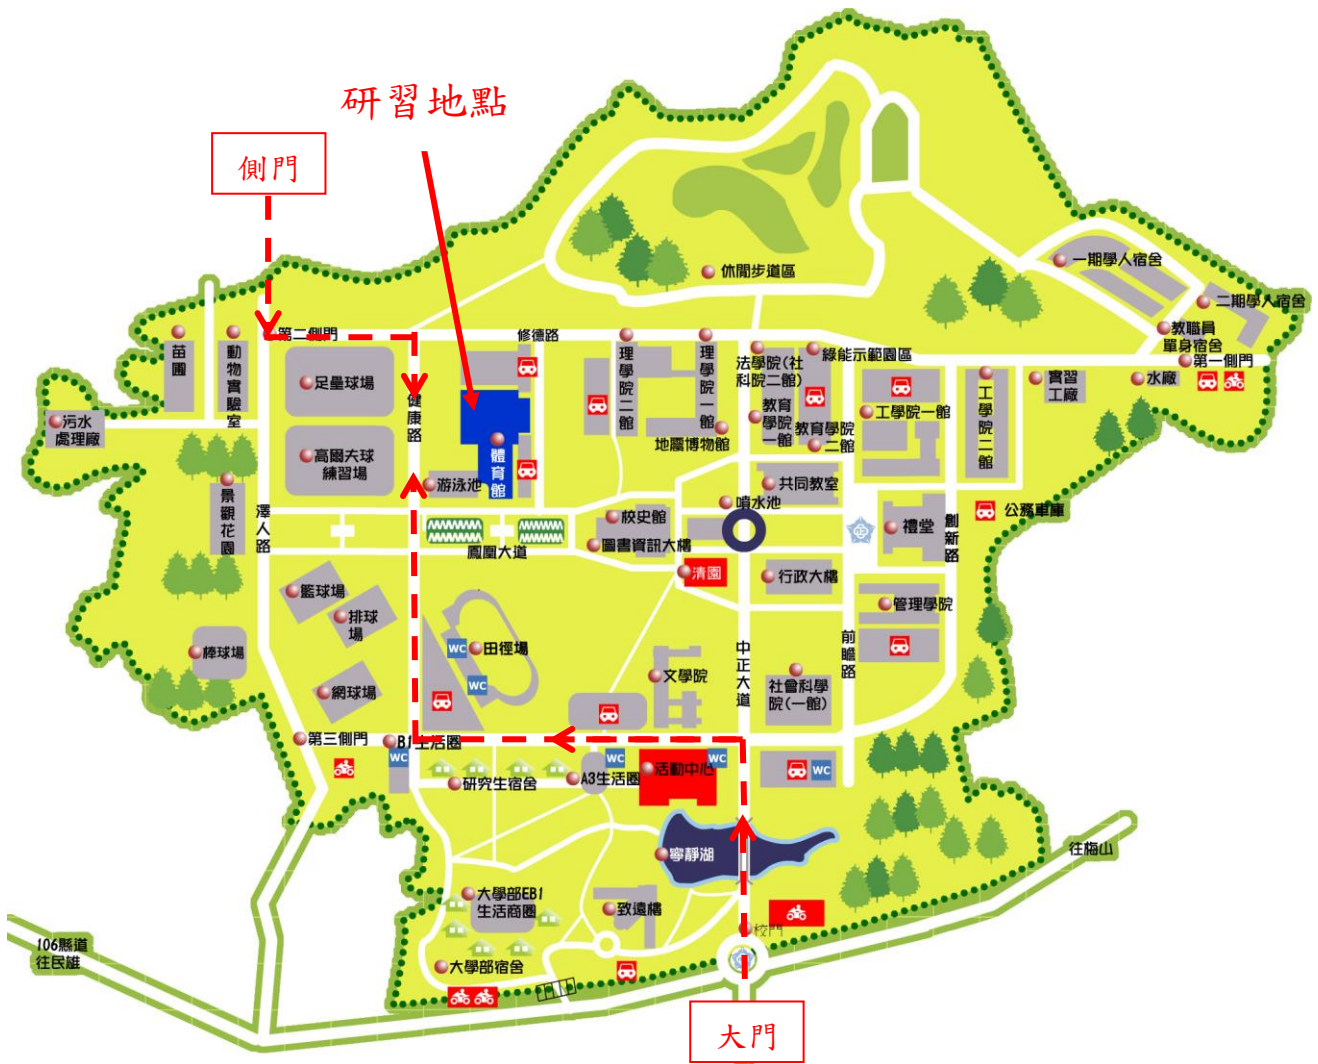 研習地點
側門
休閒步道區
一期學人宿舍
二期學人宿舍
教職員
單身宿舍
第一側門
第二側門
修德路
苗圃
動物實驗室
足壘球場
健康路
理學院二館
理學院一館
法學院(社
科院二館)
綠能示範園區
工學院一館
工學院二館
實習
工廠
水廠
污水
處理廠
高爾夫球
練習場
游泳池
體育館
地震博物館
教育
學院
一館
教育學院
二館
共同教室
景觀花園
澤人路
鳳凰大道
校史館
圖書資訊大樓
噴水池
禮堂
創新路
公務車庫
清園
行政大樓
管理學院
籃球場
排球
場
棒球場
網球場
WC
田徑場
WC
文學院
中正大道
社會科學
院(一館)
前瞻路
第三側門
B1生活圈
WC
研究生宿舍
A3生活圈
WC
活動中心
WC
WC
寧靜湖
往梅山
大學部EB1
生活商圈
致遠樓
校門
大學部宿舍
106縣道
往民雄
大門